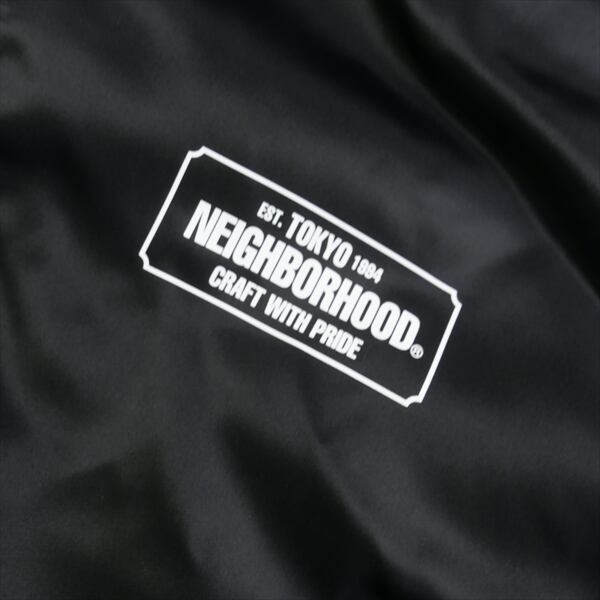 EST. TOKYO 1994
NEIGHBORHOOD®
CRAFT WITH PRIDE